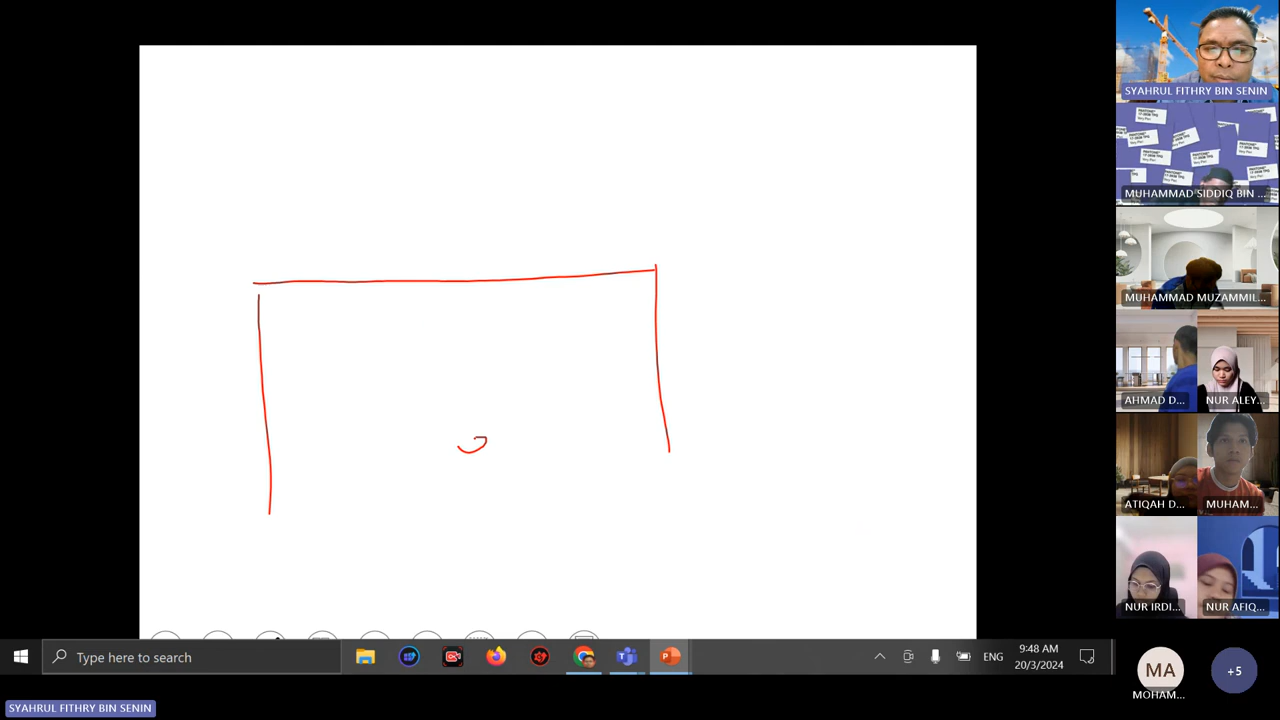 SYAHRUL FITHRY BIN SENIN
MUHAMMAD SIDDIQ BIN ...
MUHAMMAD MUZAMMIL...
AHMAD D...
NUR ALEY...
ATIQAH D...
MUHAM...
NUR IRDI...
NUR AFIQ...
MA
MOHAM...
+5
Type here to search
ENG
9:48 AM
20/3/2024
SYAHRUL FITHRY BIN SENIN